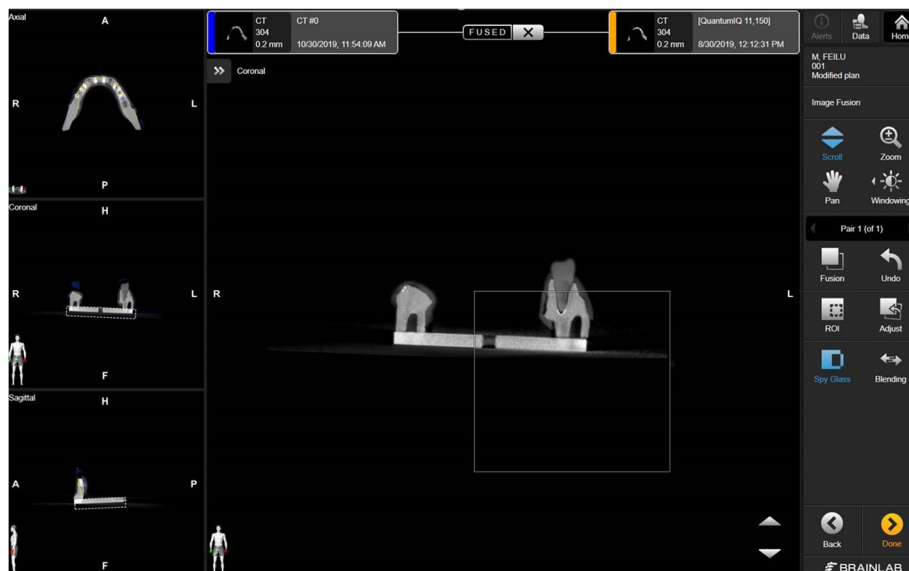 Axial
A
R
L
P
Coronal
H
R
L
F
Sagittal
H
A
P
F
CT
304
0.2 mm
CT #0
10/30/2019, 11:54:09 AM
FUSED
CT
304
0.2 mm
[QuantumIQ 11,150]
8/30/2019, 12:12:31 PM
Coronal
R
L
Alerts
Data
Home
M, FEILU
001
Modified plan
Image Fusion
Scroll
Zoom
Pan
Windowing
Pair 1 (of 1)
Fusion
Undo
ROI
Adjust
Spy Glass
Blending
Back
Done
BRAINLAB